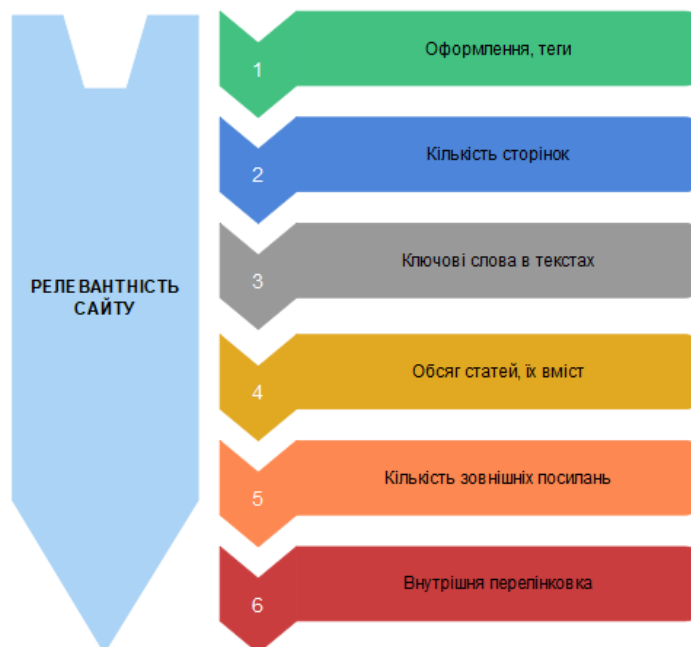 РЕЛЕВАНТНІСТЬ
САЙТУ
1
Оформлення, теги
2
Кількість сторінок
3
Ключові слова в текстах
4
Обсяг статей, їх вміст
5
Кількість зовнішніх посилань
6
Внутрішня перелінковка